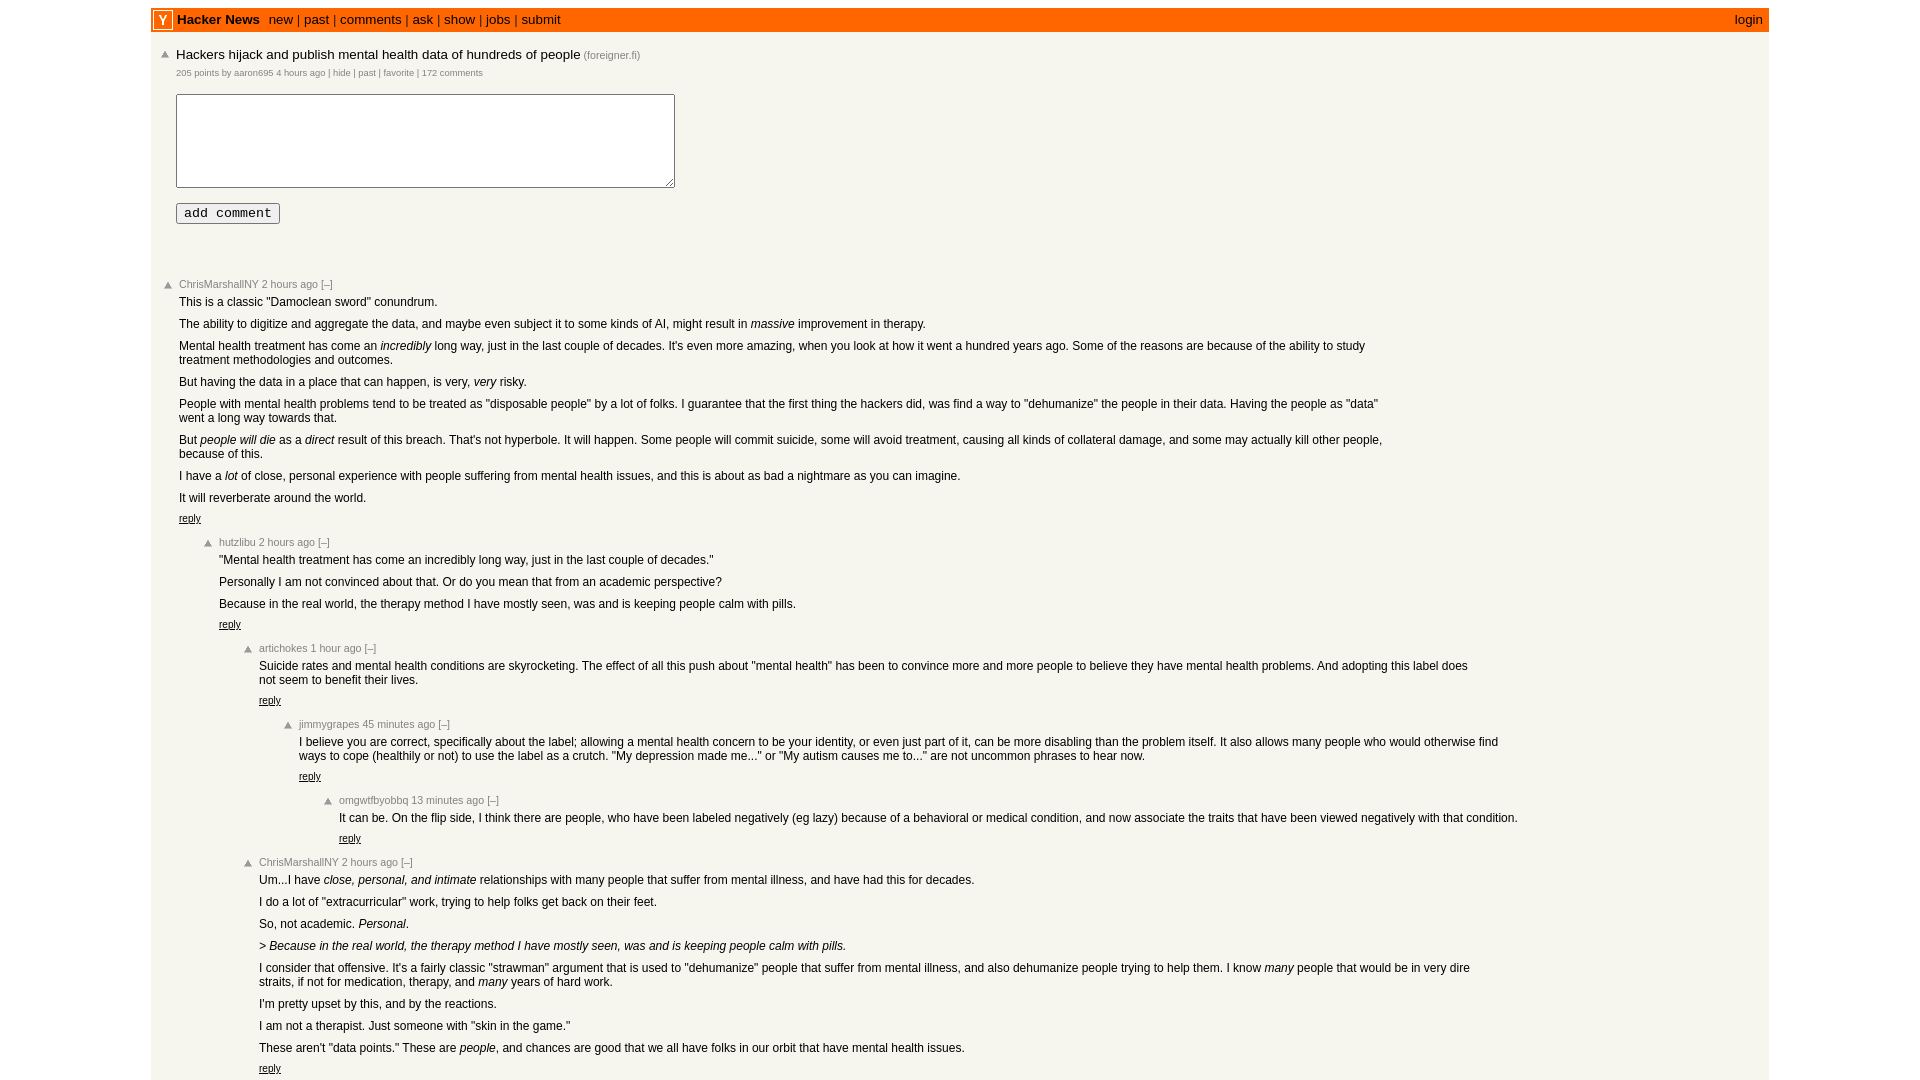 Y Hacker News new | past | comments | ask | show | jobs | submit login
Hackers hijack and publish mental health data of hundreds of people (foreigner.fi)
205 points by aaron695 4 hours ago | hide | past | favorite | 172 comments
add comment
ChrisMarshallNY 2 hours ago [–]
This is a classic "Damoclean sword" conundrum.
The ability to digitize and aggregate the data, and maybe even subject it to some kinds of AI, might result in massive improvement in therapy.
Mental health treatment has come an incredibly long way, just in the last couple of decades. It's even more amazing, when you look at how it went a hundred years ago. Some of the reasons are because of the ability to study
treatment methodologies and outcomes.
But having the data in a place that can happen, is very, very risky.
People with mental health problems tend to be treated as "disposable people" by a lot of folks. I guarantee that the first thing the hackers did, was find a way to "dehumanize" the people in their data. Having the people as "data"
went a long way towards that.
But people will die as a direct result of this breach. That's not hyperbole. It will happen. Some people will commit suicide, some will avoid treatment, causing all kinds of collateral damage, and some may actually kill other people,
because of this.
I have a lot of close, personal experience with people suffering from mental health issues, and this is about as bad a nightmare as you can imagine.
It will reverberate around the world.
reply
hutzlibu 2 hours ago [–]
"Mental health treatment has come an incredibly long way, just in the last couple of decades."
Personally I am not convinced about that. Or do you mean that from an academic perspective?
Because in the real world, the therapy method I have mostly seen, was and is keeping people calm with pills.
reply
artichokes 1 hour ago [–]
Suicide rates and mental health conditions are skyrocketing. The effect of all this push about "mental health" has been to convince more and more people to believe they have mental health problems. And adopting this label does
not seem to benefit their lives.
reply
jimmygrapes 45 minutes ago [–]
I believe you are correct, specifically about the label; allowing a mental health concern to be your identity, or even just part of it, can be more disabling than the problem itself. It also allows many people who would otherwise find
ways to cope (healthily or not) to use the label as a crutch. "My depression made me..." or "My autism causes me to..." are not uncommon phrases to hear now.
reply
omgwtfbyobbq 13 minutes ago [–]
It can be. On the flip side, I think there are people, who have been labeled negatively (eg lazy) because of a behavioral or medical condition, and now associate the traits that have been viewed negatively with that condition.
reply
ChrisMarshallNY 2 hours ago [–]
Um...I have close, personal, and intimate relationships with many people that suffer from mental illness, and have had this for decades.
I do a lot of "extracurricular" work, trying to help folks get back on their feet.
So, not academic. Personal.
> Because in the real world, the therapy method I have mostly seen, was and is keeping people calm with pills.
I consider that offensive. It's a fairly classic "strawman" argument that is used to "dehumanize" people that suffer from mental illness, and also dehumanize people trying to help them. I know many people that would be in very dire
straits, if not for medication, therapy, and many years of hard work.
I'm pretty upset by this, and by the reactions.
I am not a therapist. Just someone with "skin in the game."
These aren't "data points." These are people, and chances are good that we all have folks in our orbit that have mental health issues.
reply